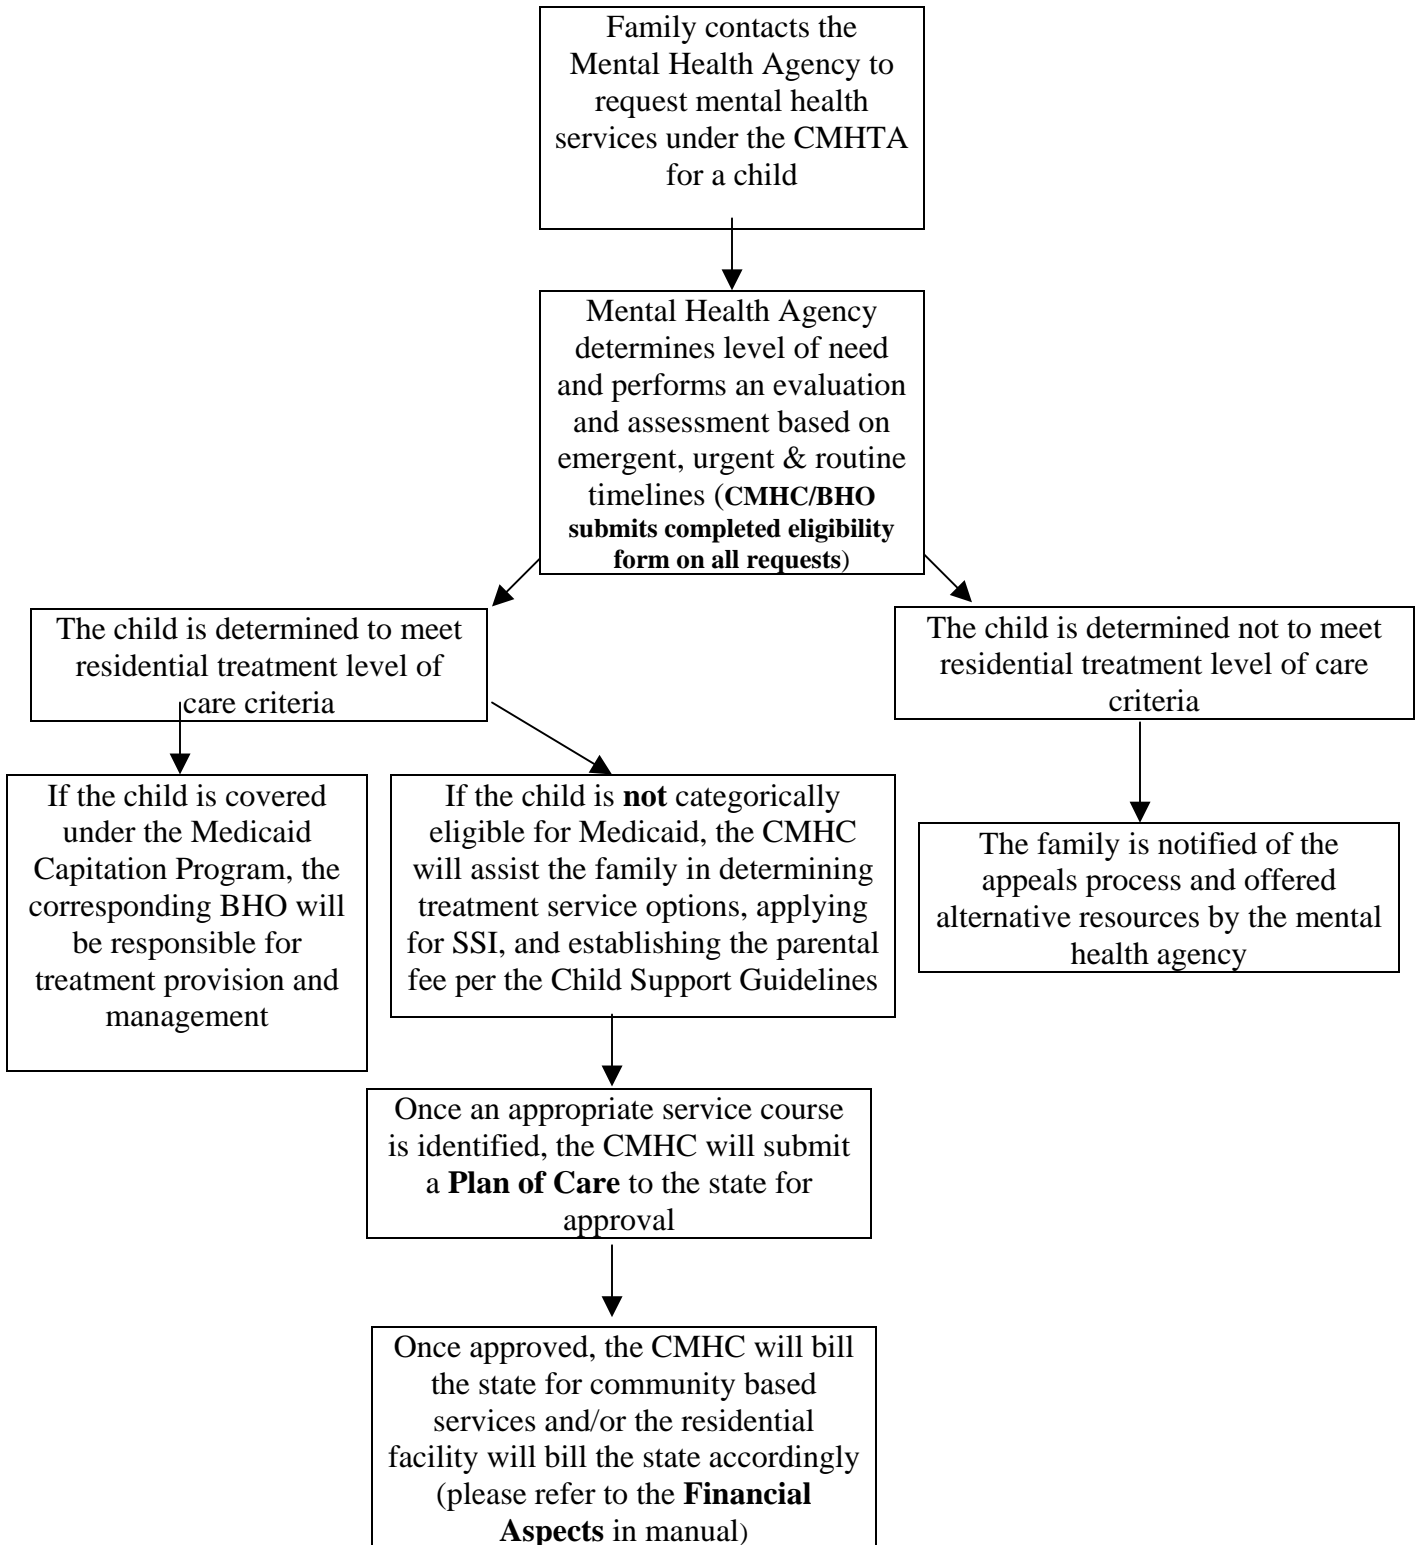 Family contacts the
Mental Health Agency to
request mental health
services under the CMHTA
for a child
Mental Health Agency
determines level of need
and performs an evaluation
and assessment based on
emergent, urgent & routine
timelines (CMHC/BHO
submits completed eligibility
form on all requests)
The child is determined to meet
residential treatment level of
care criteria
The child is determined not to meet
residential treatment level of care
criteria
If the child is covered
under the Medicaid
Capitation Program, the
corresponding BHO will
be responsible for
treatment provision and
management
If the child is not categorically
eligible for Medicaid, the CMHC
will assist the family in determining
treatment service options, applying
for SSI, and establishing the parental
fee per the Child Support Guidelines
The family is notified of the
appeals process and offered
alternative resources by the mental
health agency
Once an appropriate service course
is identified, the CMHC will submit
a Plan of Care to the state for
approval
Once approved, the CMHC will bill
the state for community based
services and/or the residential
facility will bill the state accordingly
(please refer to the Financial
Aspects in manual)